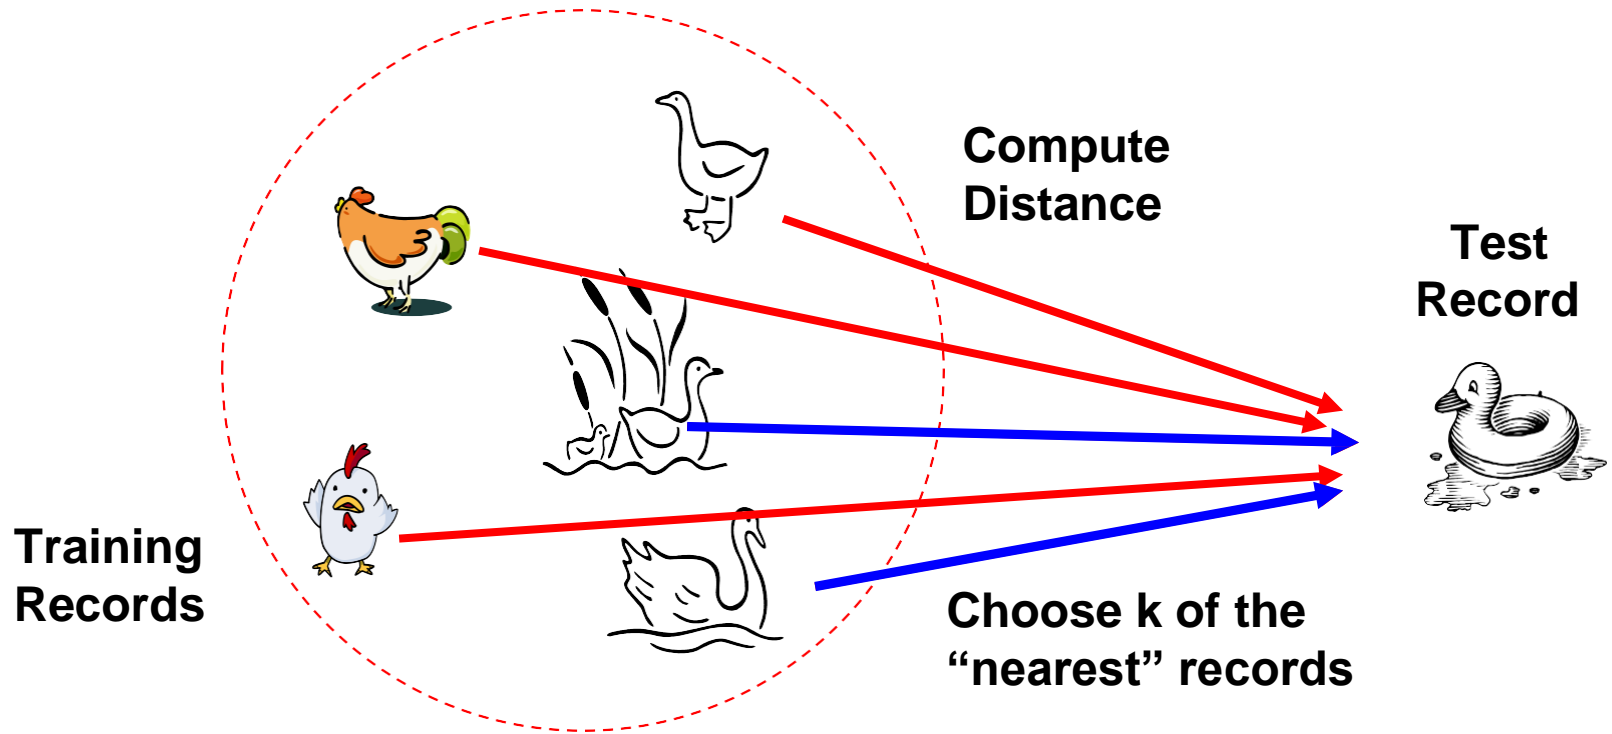 Compute
Distance
Test
Record
Training
Records
Choose k of the
“nearest” records